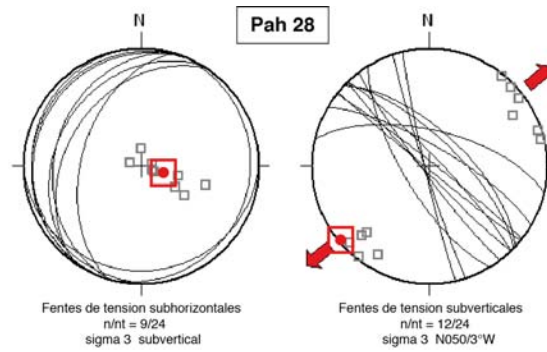 Pah 28
N
N
Fentes de tension subhorizontales
n/nt = 9/24
sigma 3 subvertical
Fentes de tension subverticales
n/nt = 12/24
sigma 3 N050/3°W